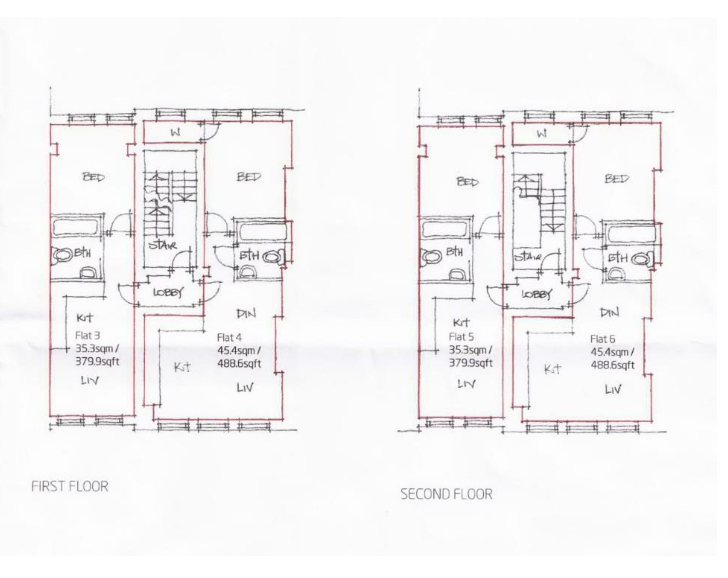 W
BED
BED
BTH
STAIR
BTH
LOBBY
KIT
DIN
Flat 3
35.3sqm /
379.9sqft
Flat 4
45.4sqm /
488.6sqft
KIT
LIV
LIV
FIRST FLOOR
W
BED
BED
BTH
STAIR
BTH
LOBBY
KIT
DIN
Flat 5
35.3sqm /
379.9sqft
Flat 6
45.4sqm /
488.6sqft
KIT
LIV
LIV
SECOND FLOOR